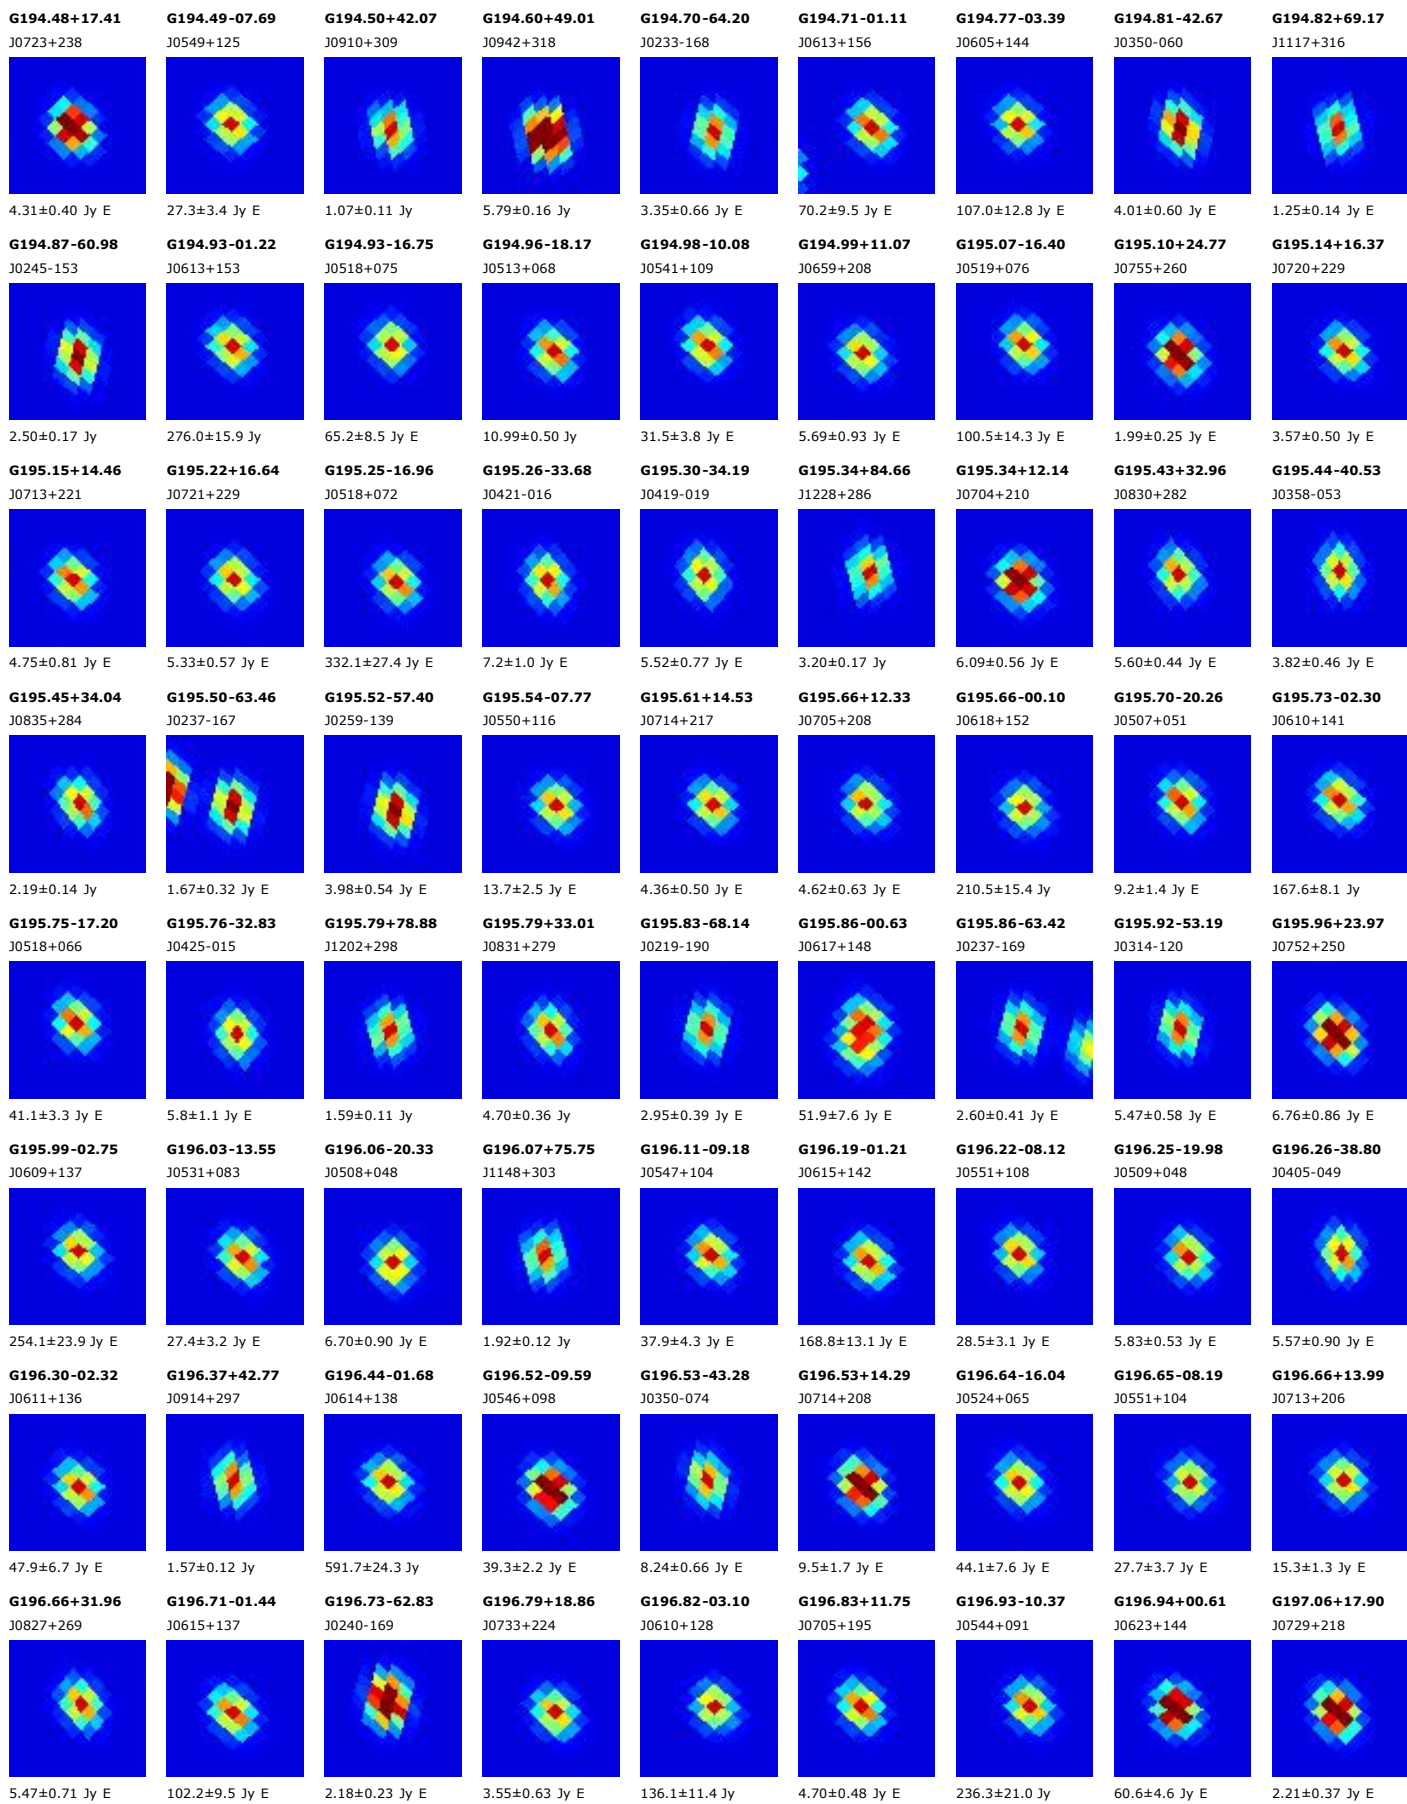 G194.48+17.41 G194.49-07.69 G194.50+42.07 G194.60+49.01 G194.70-64.20 G194.71-01.11 G194.77-03.39 G194.81-42.67 G194.82+69.17
J0723+238 J0549+125 J0910+309 J0942+318 J0233-168 J0613+156 J0605+144 J0350-060 J1117+316
4.31±0.40 Jy E 27.3±3.4 Jy E 1.07±0.11 Jy 5.79±0.16 Jy 3.35±0.66 Jy E 70.2±9.5 Jy E 107.0±12.8 Jy E 4.01±0.60 Jy E 1.25±0.14 Jy E
G194.87-60.98 G194.93-01.22 G194.93-16.75 G194.96-18.17 G194.98-10.08 G194.99+11.07 G195.07-16.40 G195.10+24.77 G195.14+16.37
J0245-153 J0613+153 J0518+075 J0513+068 J0541+109 J0659+208 J0519+076 J0755+260 J0720+229
2.50±0.17 Jy 276.0±15.9 Jy 65.2±8.5 Jy E 10.99±0.50 Jy 31.5±3.8 Jy E 5.69±0.93 Jy E 100.5±14.3 Jy E 1.99±0.25 Jy E 3.57±0.50 Jy E
G195.15+14.46 G195.22+16.64 G195.25-16.96 G195.26-33.68 G195.30-34.19 G195.34+84.66 G195.34+12.14 G195.43+32.96 G195.44-40.53
J0713+221 J0721+229 J0518+072 J0421-016 J0419-019 J1228+286 J0704+210 J0830+282 J0358-053
4.75±0.81 Jy E 5.33±0.57 Jy E 332.1±27.4 Jy E 7.2±1.0 Jy E 5.52±0.77 Jy E 3.20±0.17 Jy 6.09±0.56 Jy E 5.60±0.44 Jy E 3.82±0.46 Jy E
G195.45+34.04 G195.50-63.46 G195.52-57.40 G195.54-07.77 G195.61+14.53 G195.66+12.33 G195.66-00.10 G195.70-20.26 G195.73-02.30
J0835+284 J0237-167 J0259-139 J0550+116 J0714+217 J0705+208 J0618+152 J0507+051 J0610+141
2.19±0.14 Jy 1.67±0.32 Jy E 3.98±0.54 Jy E 13.7±2.5 Jy E 4.36±0.50 Jy E 4.62±0.63 Jy E 210.5±15.4 Jy 9.2±1.4 Jy E 167.6±8.1 Jy
G195.75-17.20 G195.76-32.83 G195.79+78.88 G195.79+33.01 G195.83-68.14 G195.86-00.63 G195.86-63.42 G195.92-53.19 G195.96+23.97
J0518+066 J0425-015 J1202+298 J0831+279 J0219-190 J0617+148 J0237-169 J0314-120 J0752+250
41.1±3.3 Jy E 5.8±1.1 Jy E 1.59±0.11 Jy 4.70±0.36 Jy 2.95±0.39 Jy E 51.9±7.6 Jy E 2.60±0.41 Jy E 5.47±0.58 Jy E 6.76±0.86 Jy E
G195.99-02.75 G196.03-13.55 G196.06-20.33 G196.07+75.75 G196.11-09.18 G196.19-01.21 G196.22-08.12 G196.25-19.98 G196.26-38.80
J0609+137 J0531+083 J0508+048 J1148+303 J0547+104 J0615+142 J0551+108 J0509+048 J0405-049
254.1±23.9 Jy E 27.4±3.2 Jy E 6.70±0.90 Jy E 1.92±0.12 Jy 37.9±4.3 Jy E 168.8±13.1 Jy E 28.5±3.1 Jy E 5.83±0.53 Jy E 5.57±0.90 Jy E
G196.30-02.32 G196.37+42.77 G196.44-01.68 G196.52-09.59 G196.53-43.28 G196.53+14.29 G196.64-16.04 G196.65-08.19 G196.66+13.99
J0611+136 J0914+297 J0614+138 J0546+098 J0350-074 J0714+208 J0524+065 J0551+104 J0713+206
47.9±6.7 Jy E 1.57±0.12 Jy 591.7±24.3 Jy 39.3±2.2 Jy E 8.24±0.66 Jy E 9.5±1.7 Jy E 44.1±7.6 Jy E 27.7±3.7 Jy E 15.3±1.3 Jy E
G196.66+31.96 G196.71-01.44 G196.73-62.83 G196.79+18.86 G196.82-03.10 G196.83+11.75 G196.93-10.37 G196.94+00.61 G197.06+17.90
J0827+269 J0615+137 J0240-169 J0733+224 J0610+128 J0705+195 J0544+091 J0623+144 J0729+218
5.47±0.71 Jy E 102.2±9.5 Jy E 2.18±0.23 Jy E 3.55±0.63 Jy E 136.1±11.4 Jy 4.70±0.48 Jy E 236.3±21.0 Jy 60.6±4.6 Jy E 2.21±0.37 Jy E